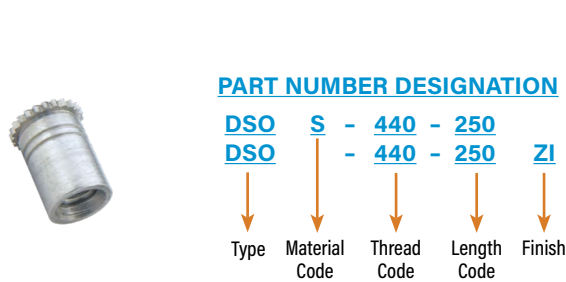 PART NUMBER DESIGNATION
DSO S - 440 - 250
DSO - 440 - 250 ZI
Type Material Code Thread Code Length Code Finish